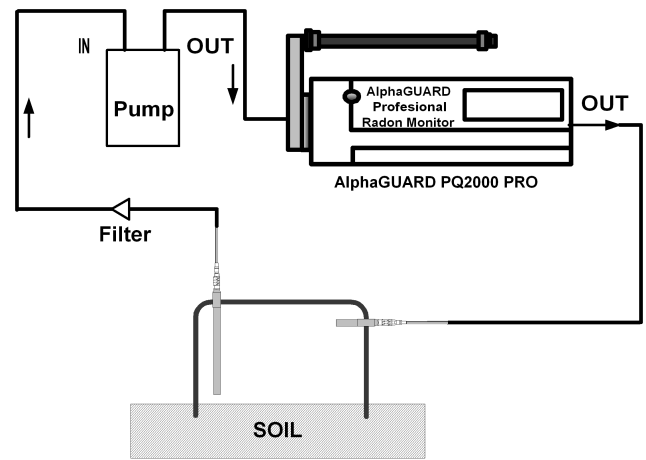 IN
OUT
Pump
AlphaGUARD
Profesional
Radon Monitor
OUT
AlphaGUARD PQ2000 PRO
Filter
SOIL